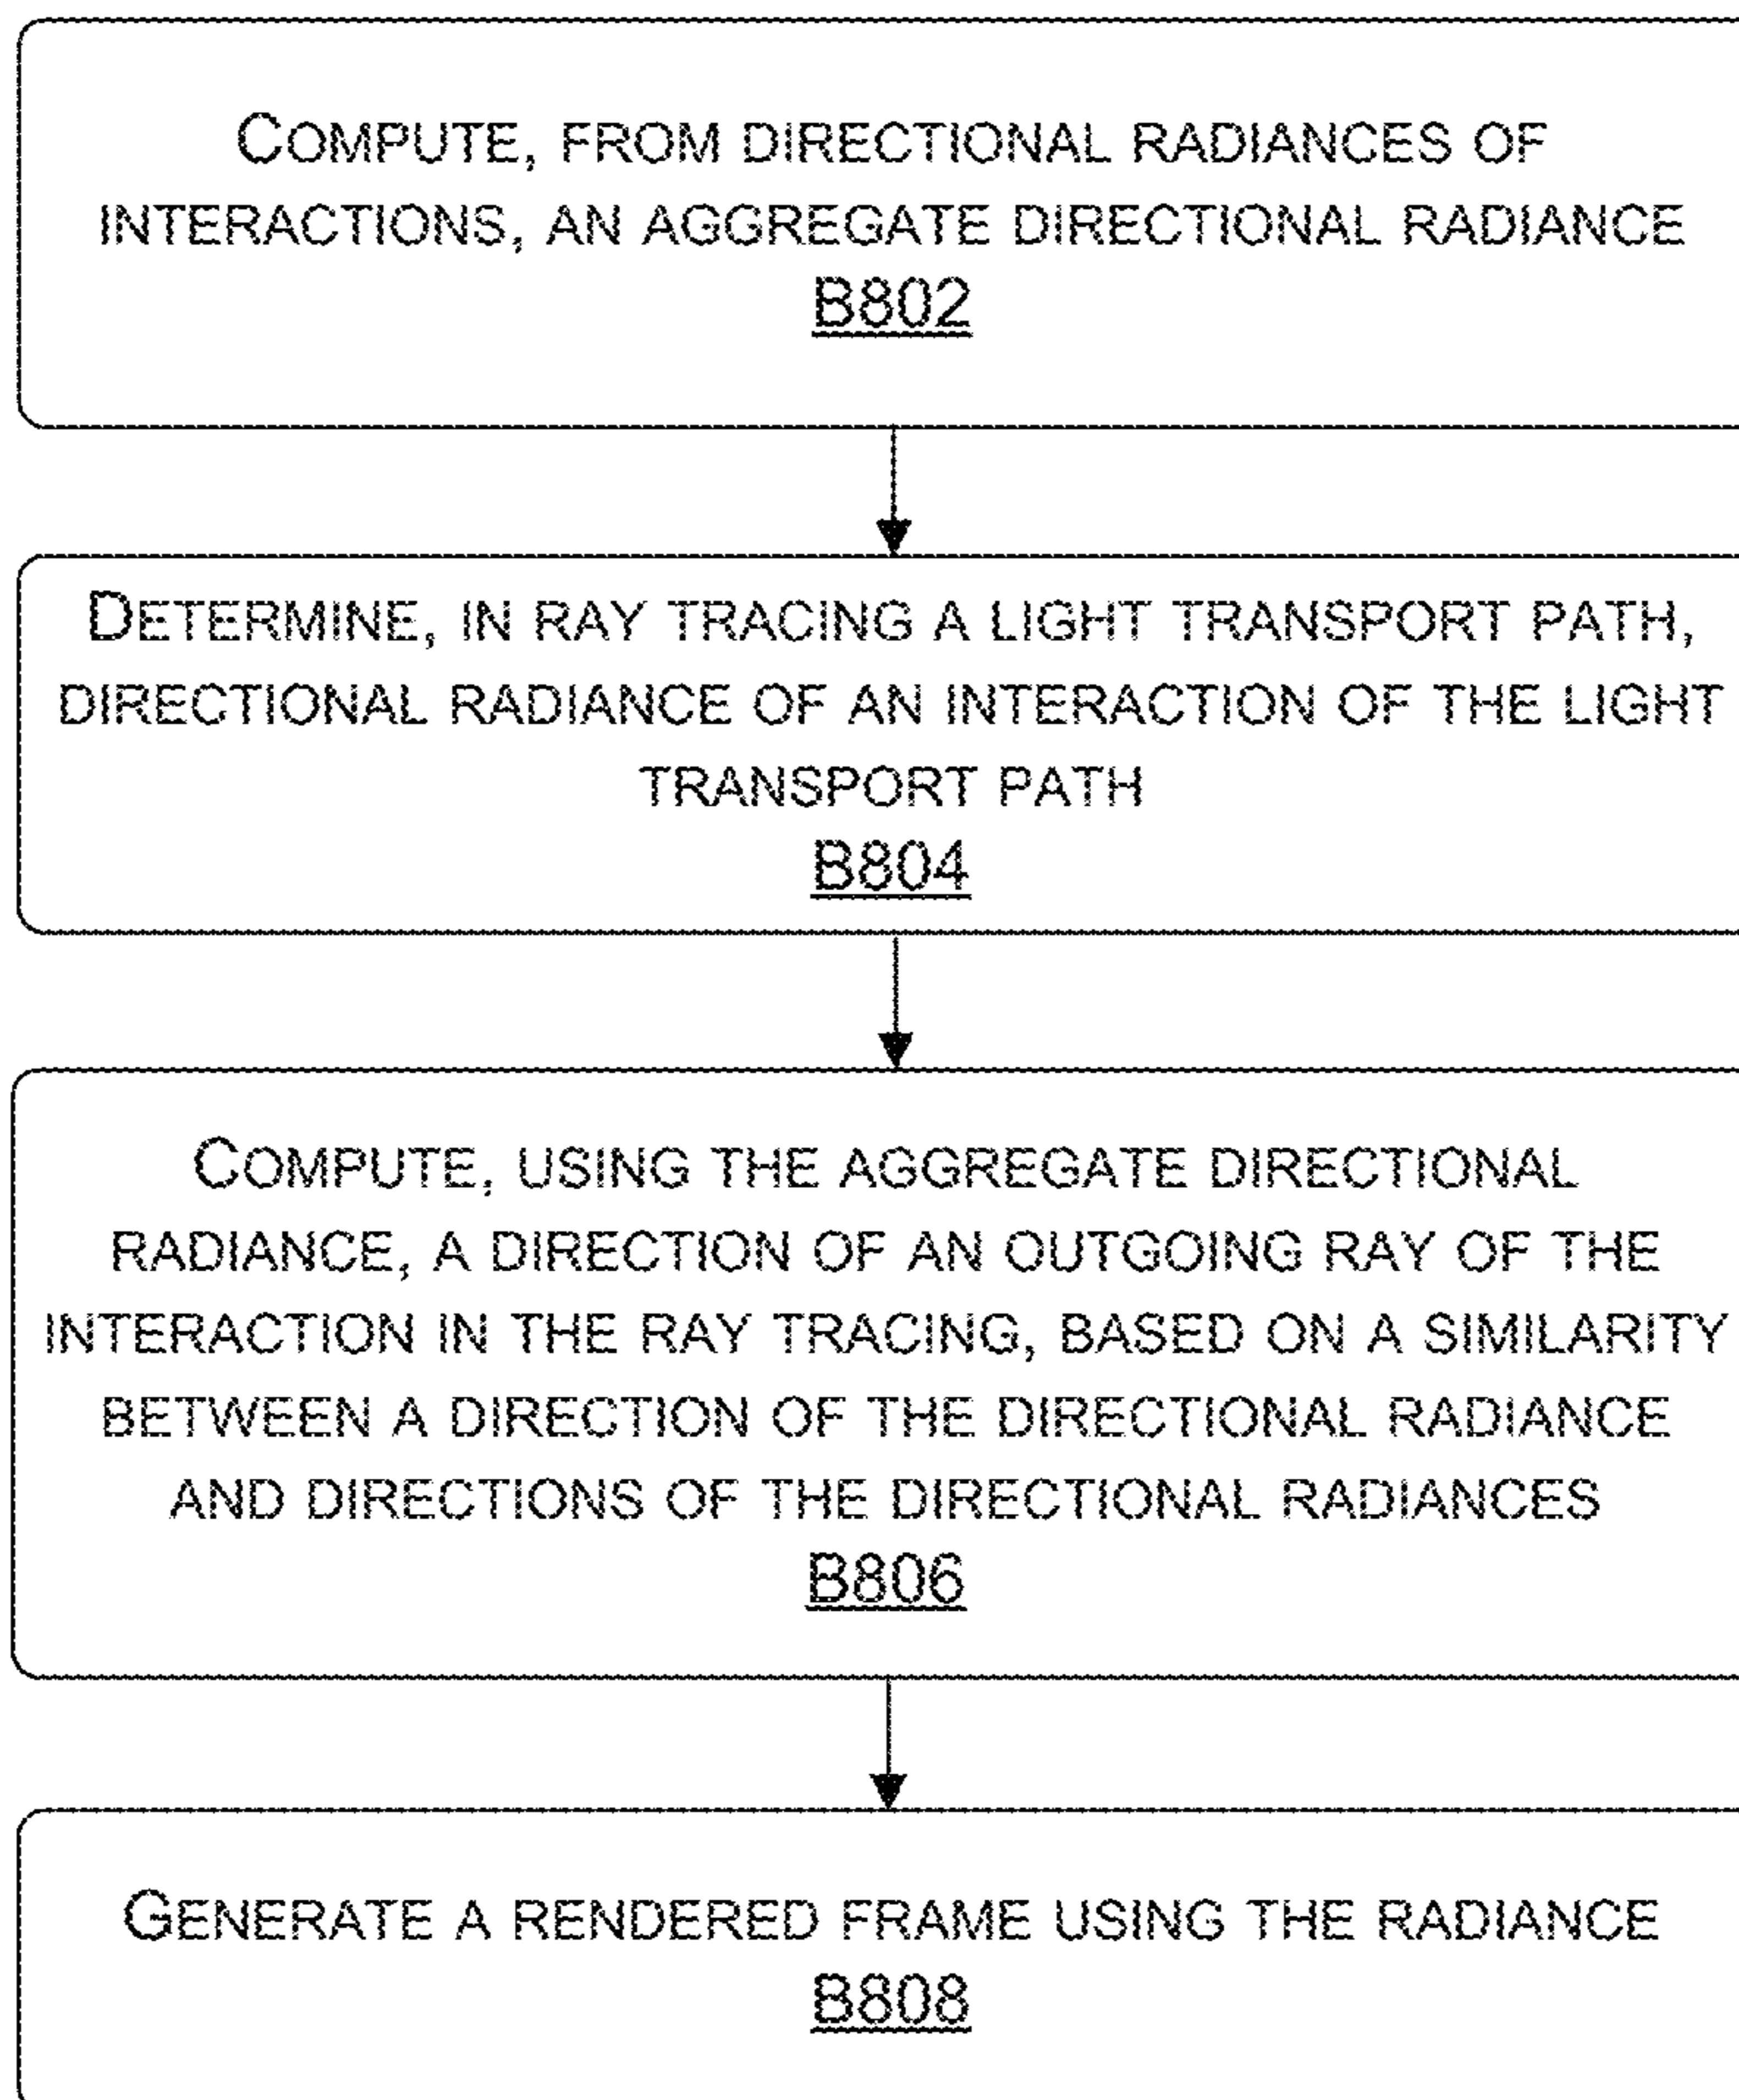 COMPUTE, FROM DIRECTIONAL RADIANCES OF
INTERACTIONS, AN AGGREGATE DIRECTIONAL RADIANCE
B802
DETERMINE, IN RAY TRACING A LIGHT TRANSPORT PATH,
DIRECTIONAL RADIANCE OF AN INTERACTION OF THE LIGHT
TRANSPORT PATH
B804
COMPUTE, USING THE AGGREGATE DIRECTIONAL
RADIANCE, A DIRECTION OF AN OUTGOING RAY OF THE
INTERACTION IN THE RAY TRACING, BASED ON A SIMILARITY
BETWEEN A DIRECTION OF THE DIRECTIONAL RADIANCE
AND DIRECTIONS OF THE DIRECTIONAL RADIANCES
B806
GENERATE A RENDERED FRAME USING THE RADIANCE
B808